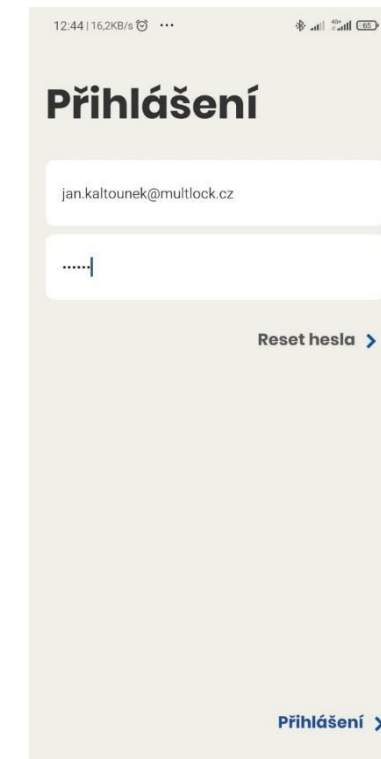 12:44 | 16,2KB/s ...
Přihlášení
jan.kaltounek@multlock.cz
••••••
Reset hesla
Přihlášení